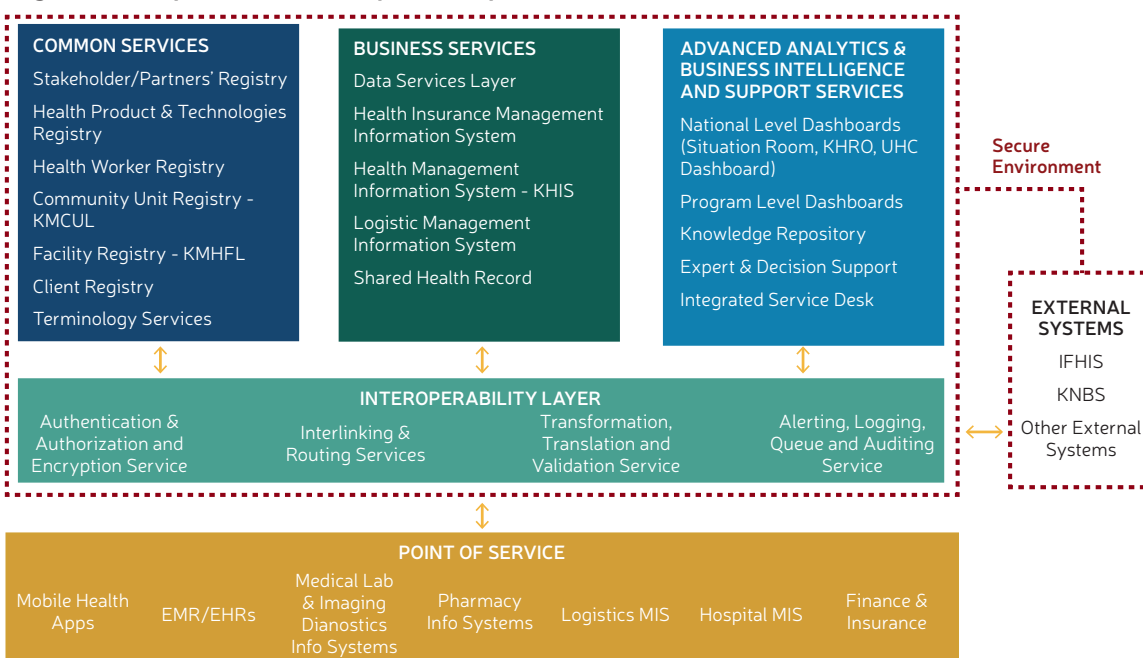 COMMON SERVICES
Stakeholder/Partners' Registry
Health Product & Technologies
Registry
Health Worker Registry
Community Unit Registry -
KMCUL
Facility Registry - KMHFL
Client Registry
Terminology Services
BUSINESS SERVICES
Data Services Layer
Health Insurance Management
Information System
Health Management
Information System - KHIS
Logistic Management
Information System
Shared Health Record
ADVANCED ANALYTICS &
BUSINESS INTELLIGENCE
AND SUPPORT SERVICES
National Level Dashboards
(Situation Room, KHRO, UHC
Dashboard)
Program Level Dashboards
Knowledge Repository
Expert & Decision Support
Integrated Service Desk
Secure
Environment
EXTERNAL
SYSTEMS
IFHIS
KNBS
Other External
Systems
INTEROPERABILITY LAYER
Authentication &
Authorization and
Encryption Service
Interlinking &
Routing Services
Transformation,
Translation and
Validation Service
Alerting, Logging,
Queue and Auditing
Service
POINT OF SERVICE
Mobile Health
Apps
EMR/EHRs
Medical Lab
& Imaging
Dianostics
Info Systems
Pharmacy
Info Systems
Logistics MIS
Hospital MIS
Finance &
Insurance